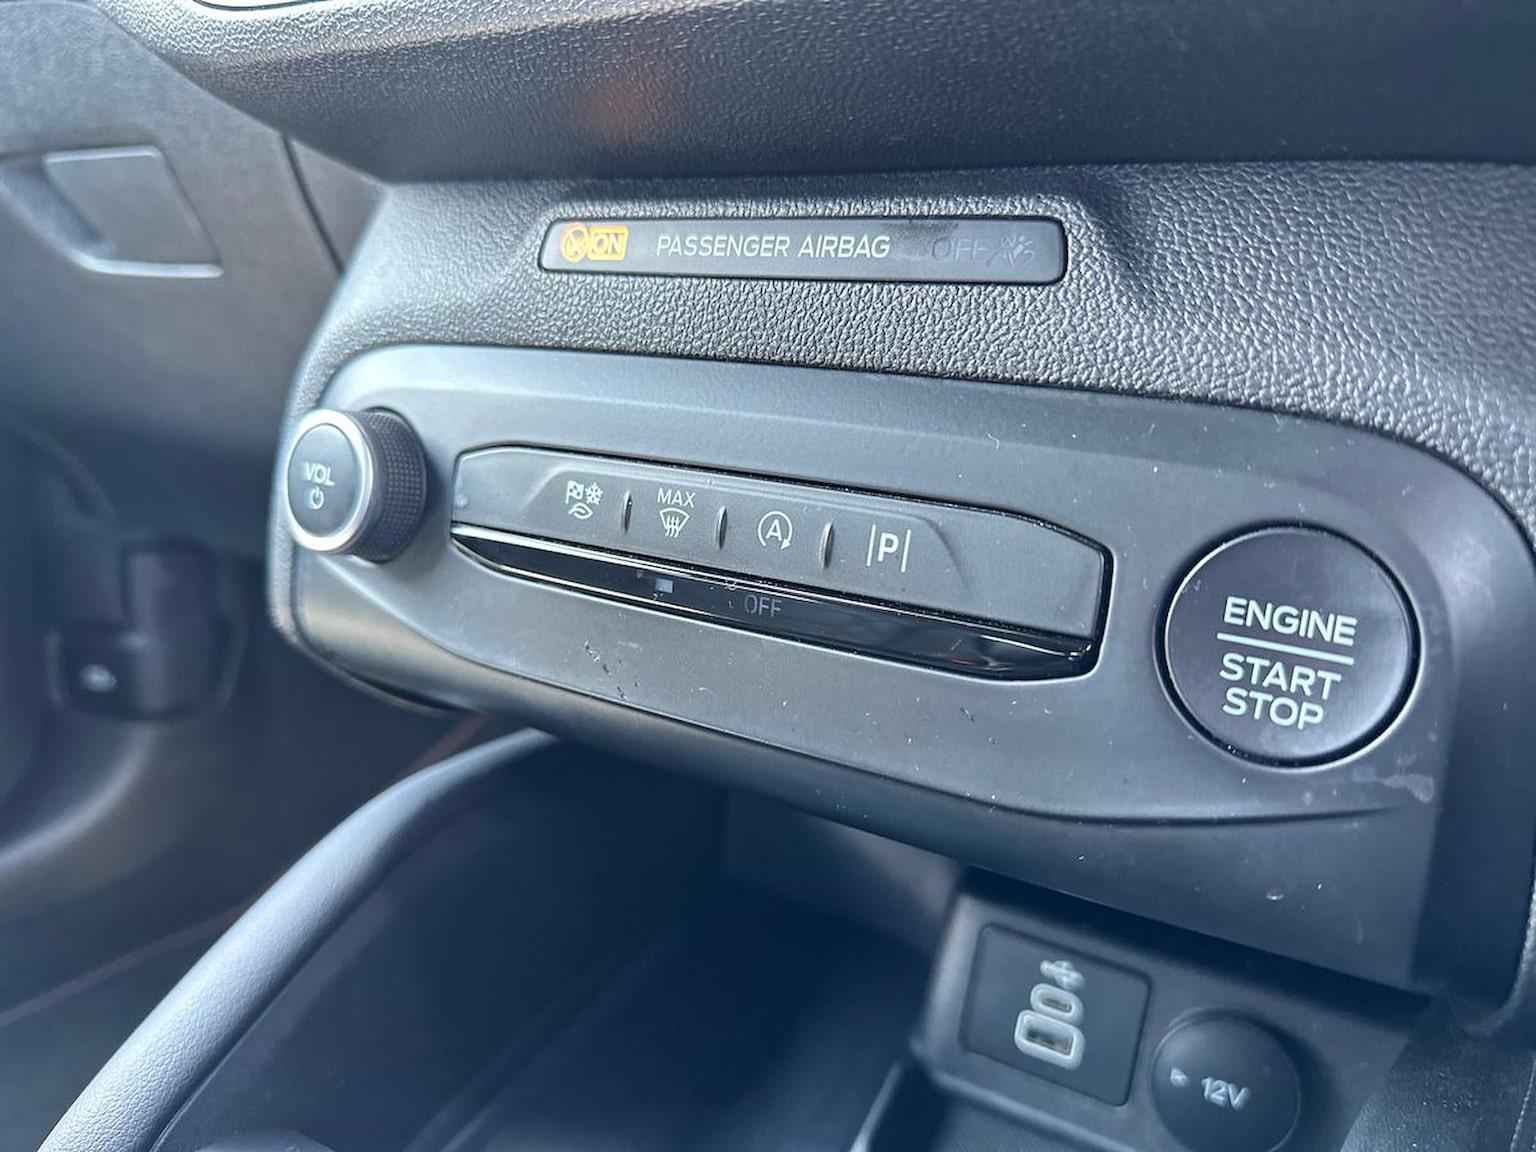 ON PASSENGER AIRBAG OFF
VOL
MAX
A
P
OFF
ENGINE
START
STOP
12V